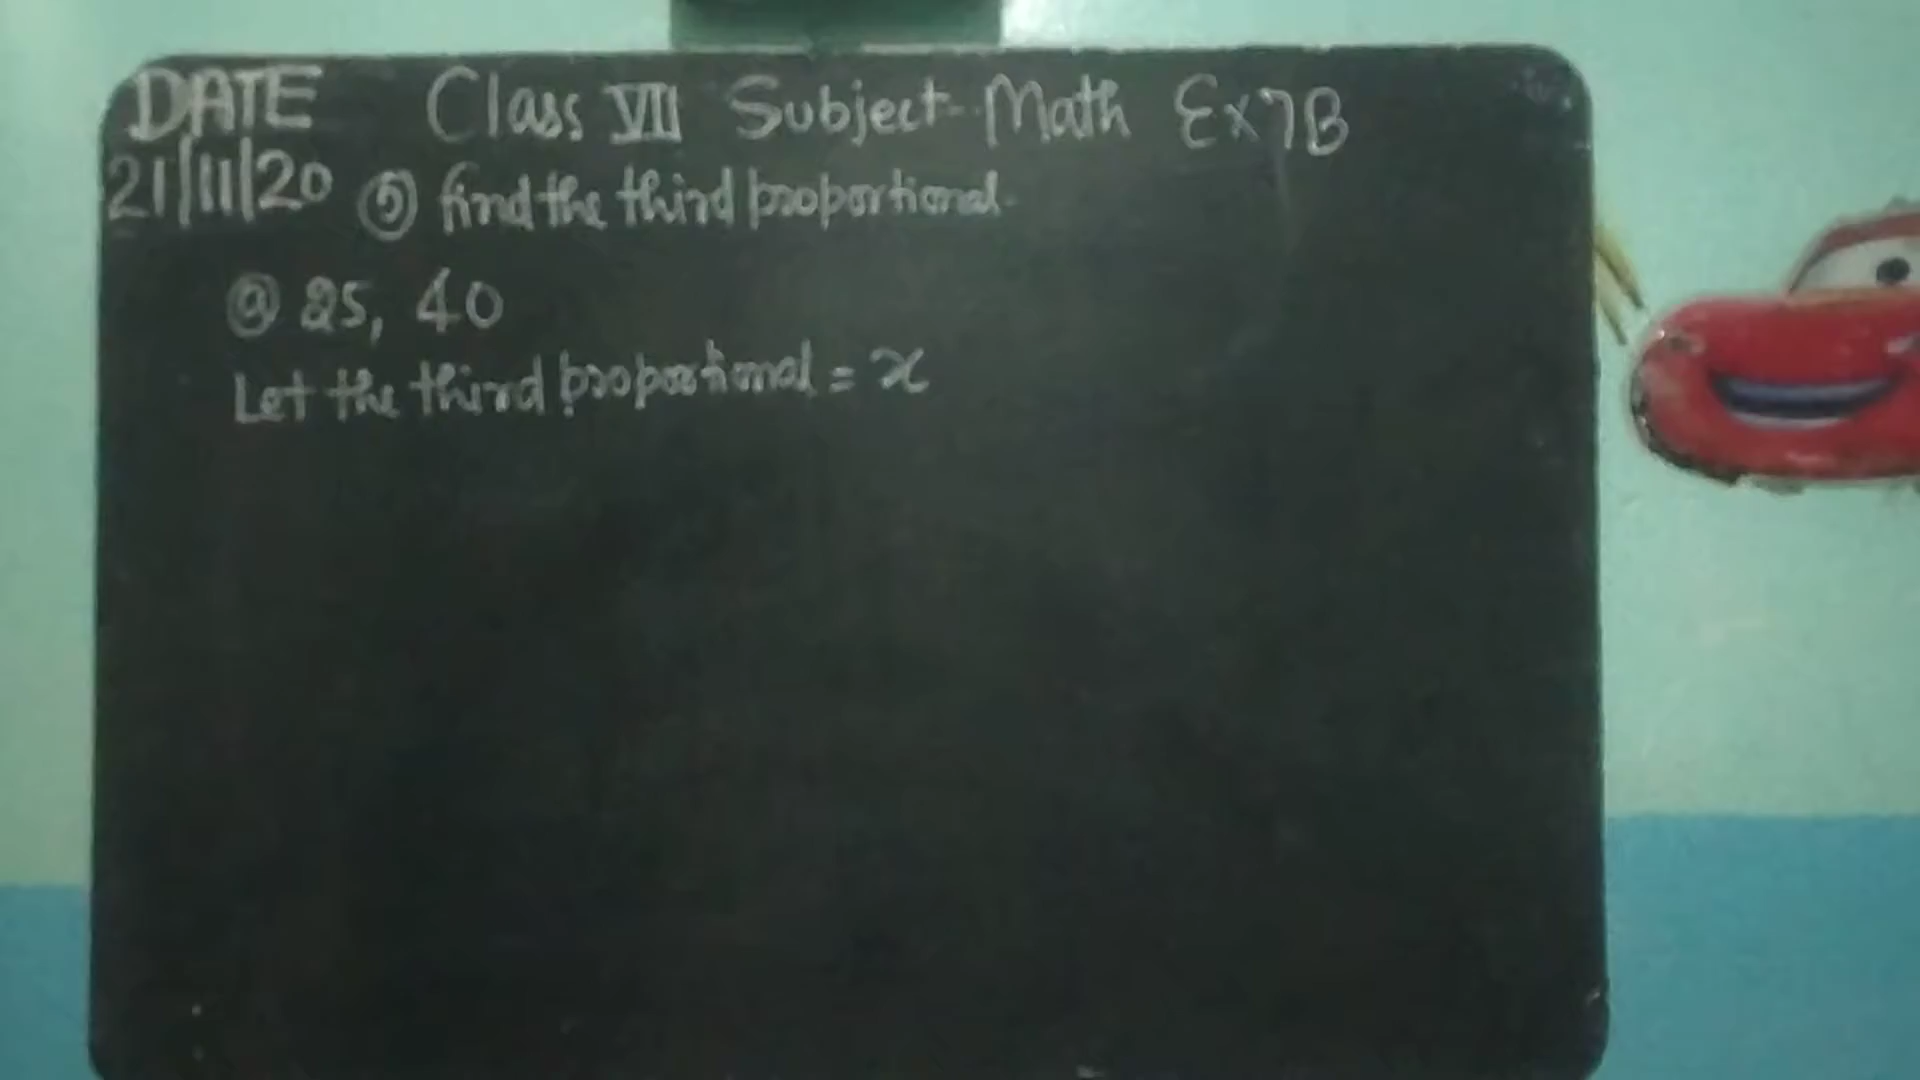 DATE Class VII Subject-Math Ex7B
21/11/20 ⑤ find the third proportional-
ⓐ 25, 40
Let the third proportional = x